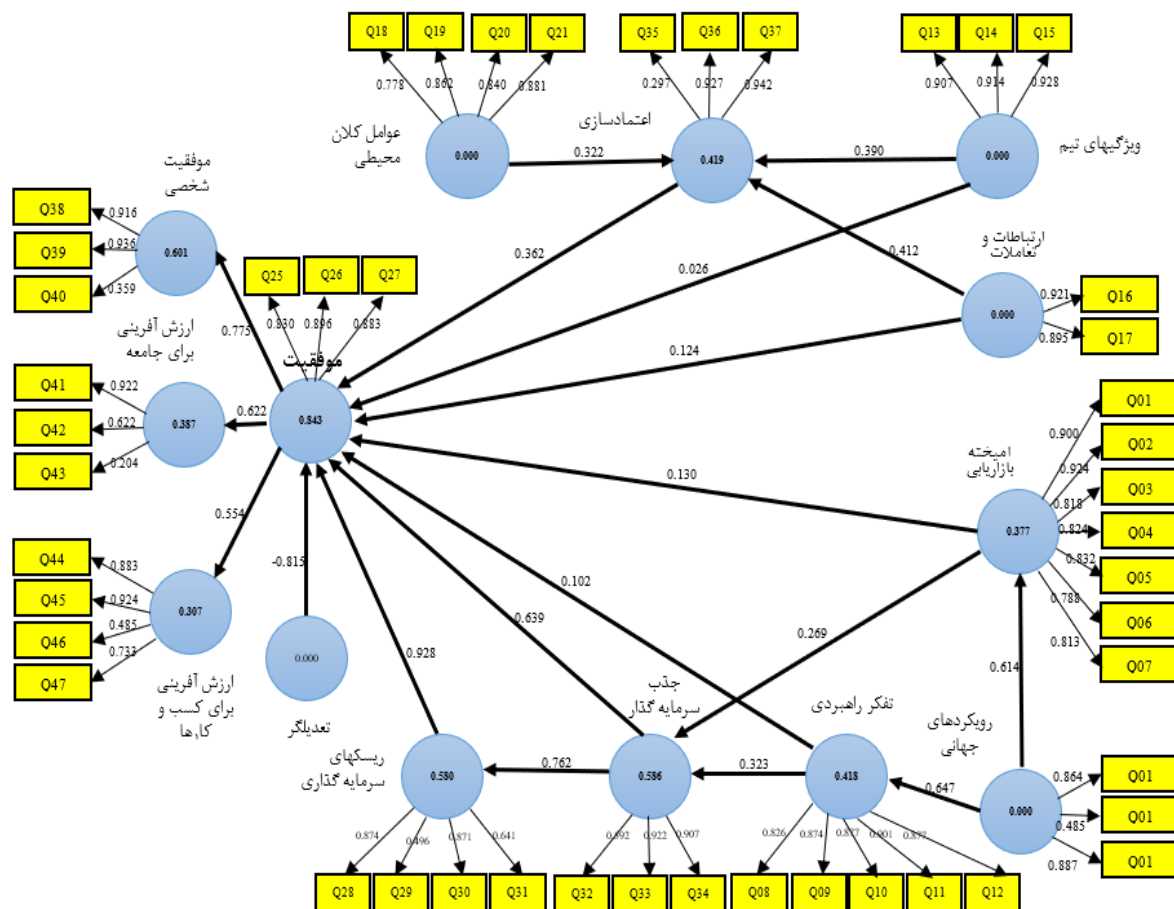 Q18 Q19 Q20 Q21 Q35 Q36 Q37 Q13 Q14 Q15
0.778 0.862 0.840 0.881 0.297 0.927 0.942 0.907 0.914 0.928
عوامل کلان
محیطی
اعتمادسازی
ویژگیهای تیم
0.000 0.322 0.419 0.390 0.000
موفقیت
شخصی
Q38 0.916
Q39 0.936
Q40 0.359
0.601
0.775
0.362
0.026
0.412
ارتباطات و
تعاملات
0.000
0.921 Q16
0.895 Q17
0.124
Q25 Q26 Q27
0.830 0.896 0.883
موفقیت
0.843
ارزش آفرینی
برای جامعه
Q41 0.922
Q42 0.622
Q43 0.204
0.387
0.622
0.554
-0.815
0.130
امیخته
بازاریابی
0.377
0.900 Q01
0.924 Q02
0.818 Q03
0.824 Q04
0.832 Q05
0.788 Q06
0.813 Q07
Q44 0.883
Q45 0.924
Q46 0.485
Q47 0.733
0.307
ارزش آفرینی
برای کسب و
کارها
0.000
تعدیلگر
0.928
0.639
0.102
0.269
0.614
جذب
سرمایه گذار
تفکر راهبردی
رویکردهای
جهانی
ریسکهای
سرمایه گذاری
0.580 0.762 0.586 0.323 0.418 0.647 0.000
0.864 Q01
0.485 Q01
0.887 Q01
0.874 0.496 0.871 0.641 0.922 0.907 0.826 0.874 0.877 0.877
Q28 Q29 Q30 Q31 Q32 Q33 Q34 Q08 Q09 Q10 Q11 Q12